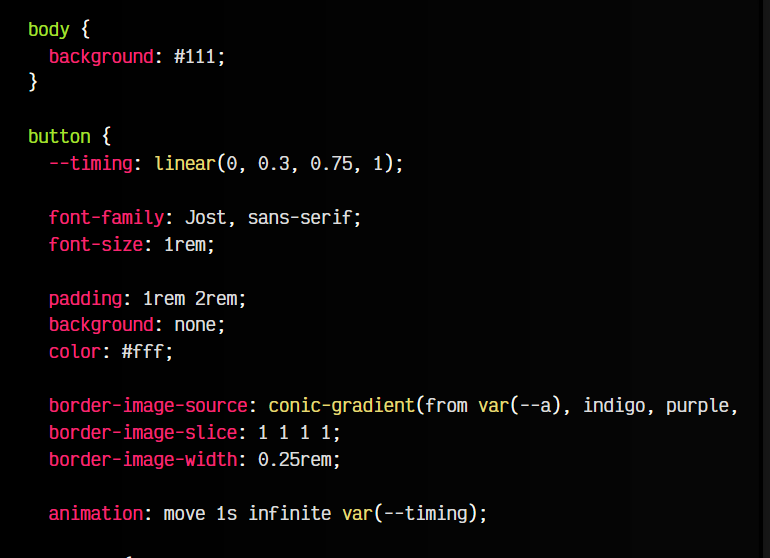 body {
  background: #111;
}

button {
  --timing: linear(0, 0.3, 0.75, 1);

  font-family: Jost, sans-serif;
  font-size: 1rem;

  padding: 1rem 2rem;
  background: none;
  color: #fff;

  border-image-source: conic-gradient(from var(--a), indigo, purple,
  border-image-slice: 1 1 1 1;
  border-image-width: 0.25rem;

  animation: move 1s infinite var(--timing);